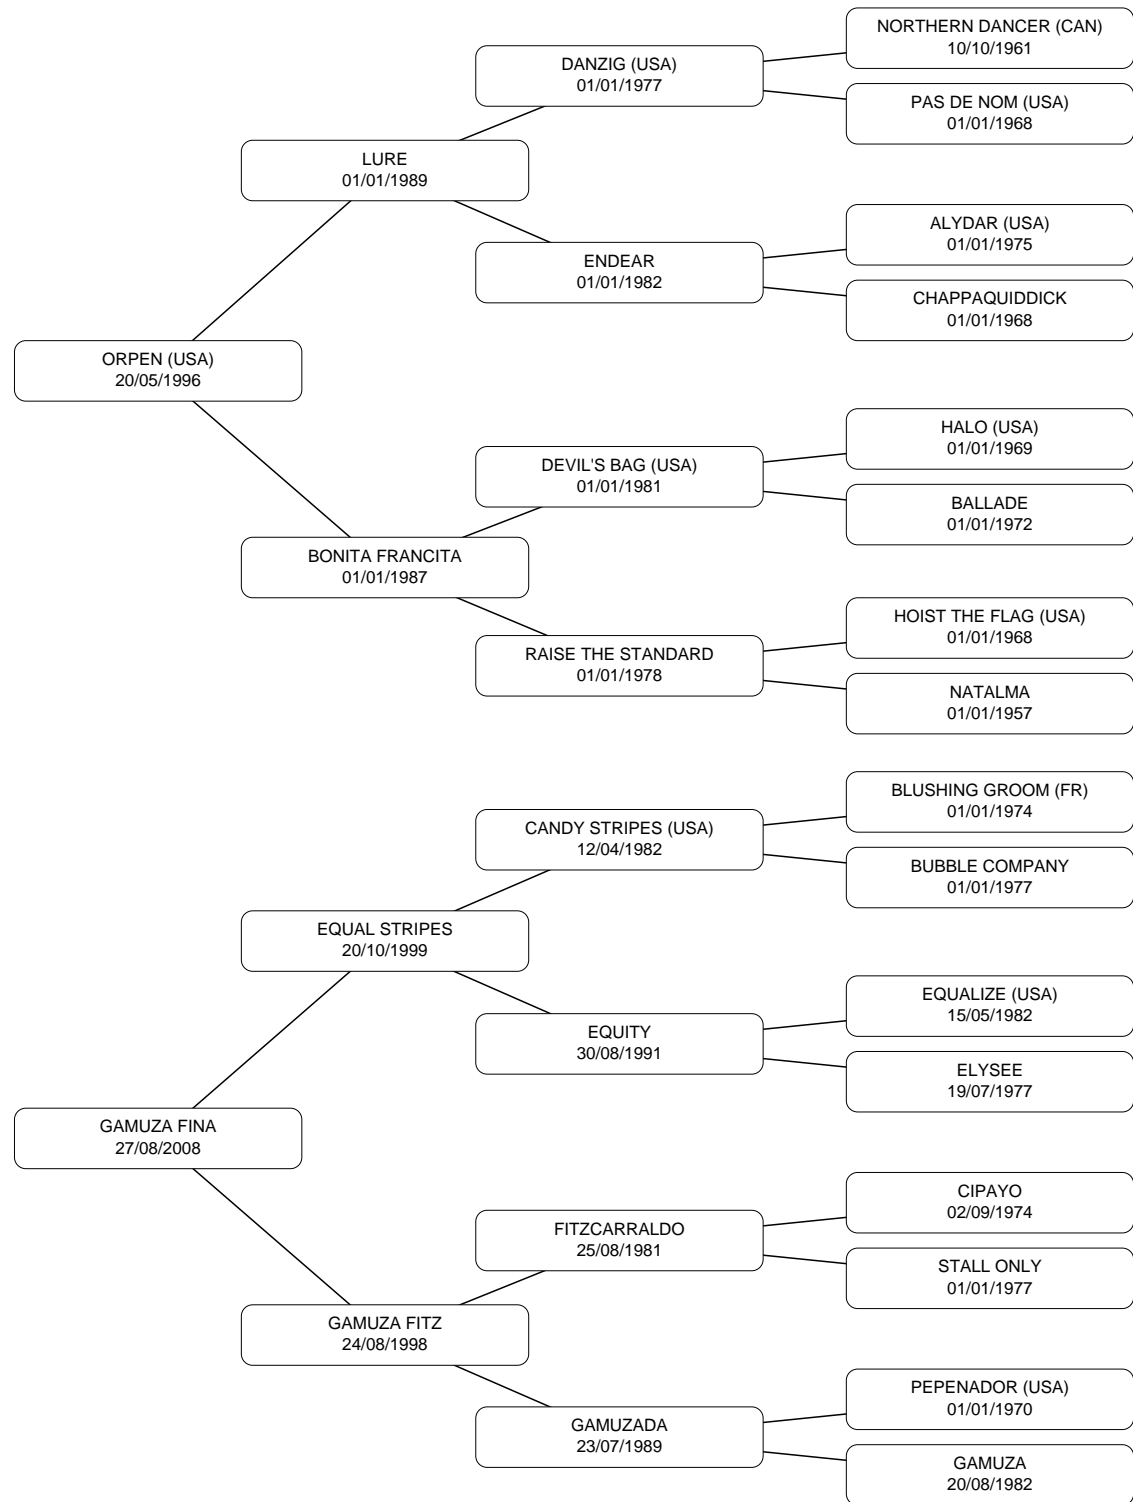 NORTHERN DANCER (CAN)
10/10/1961
DANZIG (USA)
01/01/1977
PAS DE NOM (USA)
01/01/1968
LURE
01/01/1989
ALYDAR (USA)
01/01/1975
ENDEAR
01/01/1982
CHAPPAQUIDDICK
01/01/1968
ORPEN (USA)
20/05/1996
HALO (USA)
01/01/1969
DEVIL'S BAG (USA)
01/01/1981
BALLADE
01/01/1972
BONITA FRANCITA
01/01/1987
HOIST THE FLAG (USA)
01/01/1968
RAISE THE STANDARD
01/01/1978
NATALMA
01/01/1957
BLUSHING GROOM (FR)
01/01/1974
CANDY STRIPES (USA)
12/04/1982
BUBBLE COMPANY
01/01/1977
EQUAL STRIPES
20/10/1999
EQUALIZE (USA)
15/05/1982
EQUITY
30/08/1991
ELYSEE
19/07/1977
GAMUZA FINA
27/08/2008
CIPAYO
02/09/1974
FITZCARRALDO
25/08/1981
STALL ONLY
01/01/1977
GAMUZA FITZ
24/08/1998
PEPENADOR (USA)
01/01/1970
GAMUZADA
23/07/1989
GAMUZA
20/08/1982